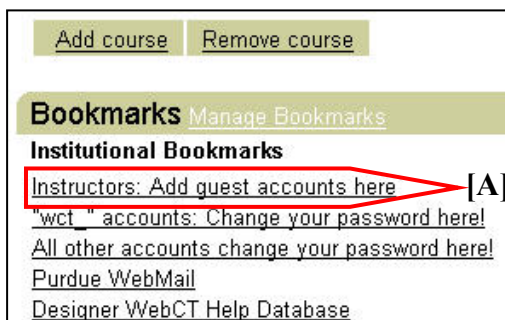 Add course Remove course
Bookmarks Manage Bookmarks
Institutional Bookmarks
Instructors: Add guest accounts here [A]
"wct_" accounts: Change your password here!
All other accounts change your password here!
Purdue WebMail
Designer WebCT Help Database